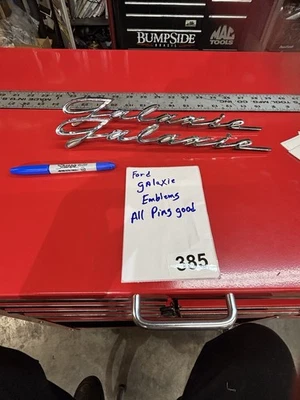 BUMPSIDE
MAC
TOOLS
Galaxie
Galaxie
Sharpie
Ford
gAlaxie
Emblems
All Pins good
385